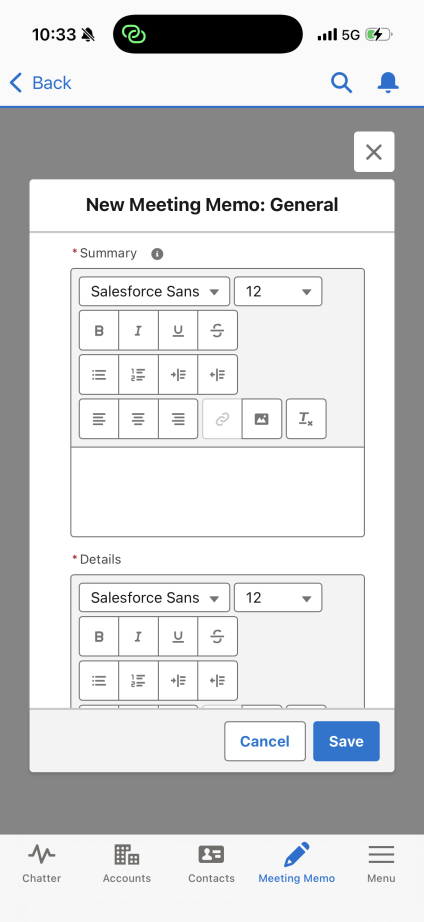 10:33 5G
Back
New Meeting Memo: General
* Summary
Salesforce Sans 12
B I U S
* Details
Salesforce Sans 12
B I U S
Cancel Save
Chatter Accounts Contacts Meeting Memo Menu